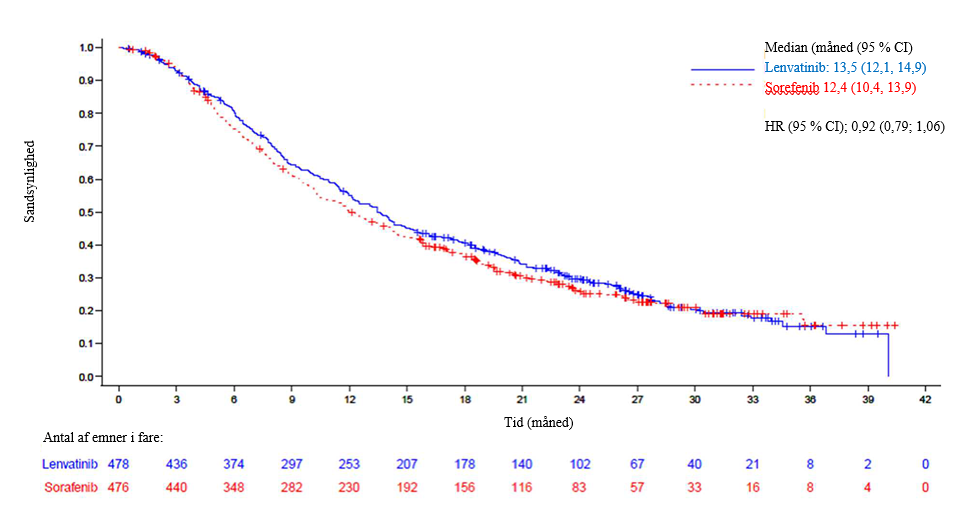 Median (måned (95 % CI)
Lenvatinib: 13,5 (12,1, 14,9)
Sorefenib 12,4 (10,4, 13,9)
HR (95 % CI); 0,92 (0,79; 1,06)
Sandsynlighed
1.0
0.9
0.8
0.7
0.6
0.5
0.4
0.3
0.2
0.1
0.0
0 3 6 9 12 15 18 21 24 27 30 33 36 39 42
Tid (måned)
Antal af emner i fare:
Lenvatinib 478 436 374 297 253 207 178 140 102 67 40 21 8 2 0
Sorafenib 476 440 348 282 230 192 156 116 83 57 33 16 8 4 0